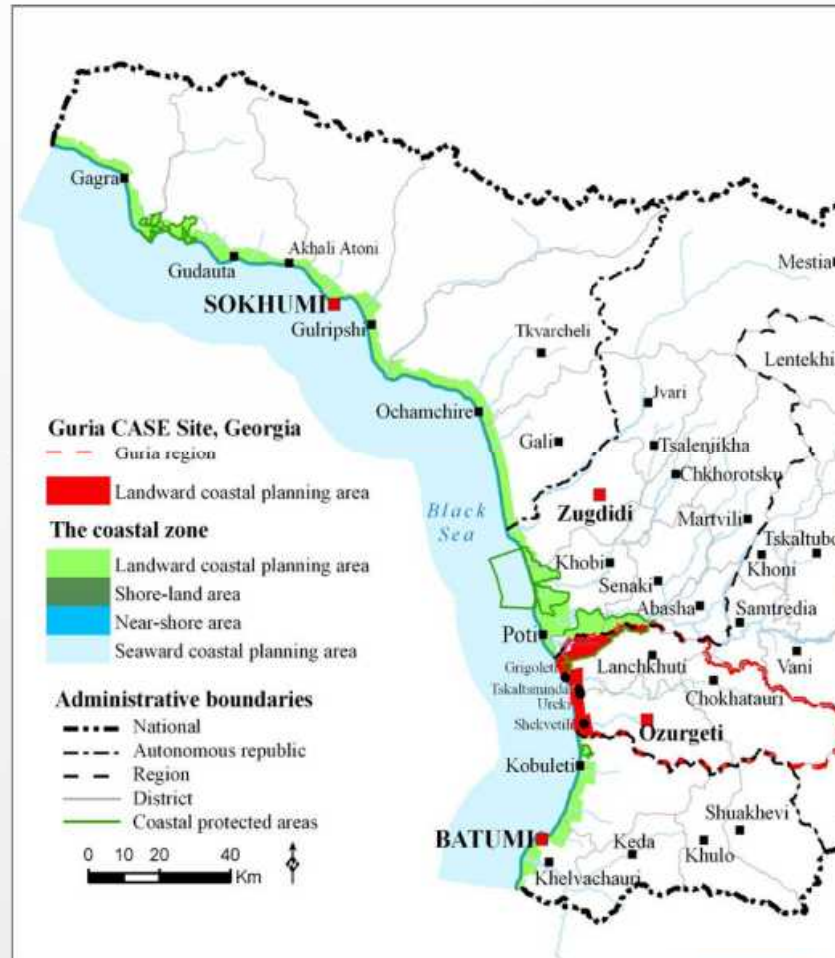 Gagra
Gudauta
Akhali Atoni
SOKHUMI
Gulripshi
Mestia
Lentekhi
Tkvarcheli
Jvari
Ochamchire
Gali
Tsalenjikha
Chkhorotsku
Zugdidi
Martvili
Black
Sea
Tskaltubo
Khobi
Khoni
Senaki
Abasha
Samtredia
Poti
Grigoleti
Lanchkhuti
Vani
Tskaltsminda
Chokhatauri
Ureki
Shekvetili
Ozurgeti
Kobuleti
BATUMI
Shuakhevi
Keda
Khulo
Khelvachauri
Guria CASE Site, Georgia
Guria region
Landward coastal planning area
The coastal zone
Landward coastal planning area
Shore-land area
Near-shore area
Seaward coastal planning area
Administrative boundaries
National
Autonomous republic
Region
District
Coastal protected areas
0 10 20 40
Km
N